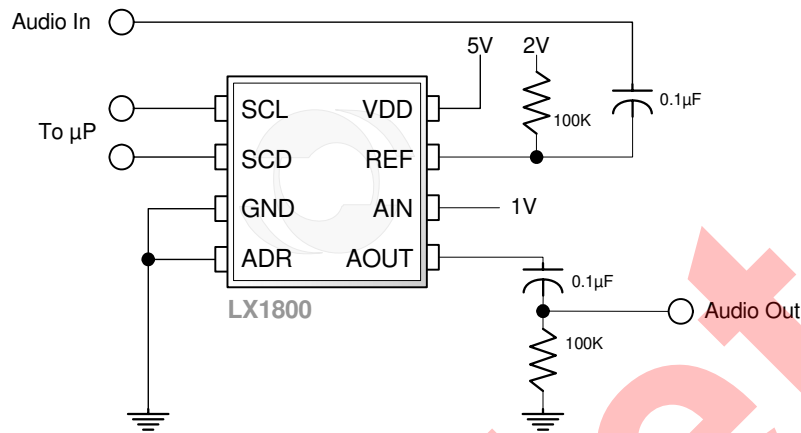 Audio In
5V 2V
0.1µF
100K
To µP
SCL VDD
SCD REF
GND AIN 1V
ADR AOUT
0.1µF
LX1800
Audio Out
100K